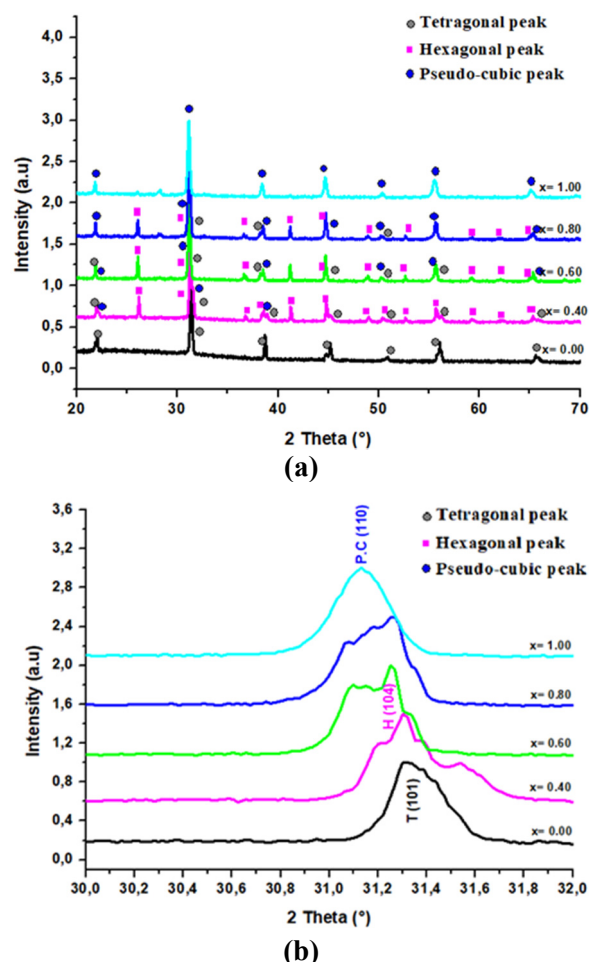 Tetragonal peak
Hexagonal peak
Pseudo-cubic peak
4,0
3,5
3,0
2,5
2,0
1,5
1,0
0,5
0,0
Intensity (a.u)
x= 1.00
x= 0.80
x= 0.60
x= 0.40
x= 0.00
20 30 40 50 60 70
2 Theta (°)
(a)
3,6
3,2
2,8
2,4
2,0
1,6
1,2
0,8
0,4
0,0
Intensity (a.u)
Tetragonal peak
Hexagonal peak
Pseudo-cubic peak
P.C (110)
H (104)
T (101)
x= 1.00
x= 0.80
x= 0.60
x= 0.40
x= 0.00
30,0 30,2 30,4 30,6 30,8 31,0 31,2 31,4 31,6 31,8 32,0
2 Theta (°)
(b)